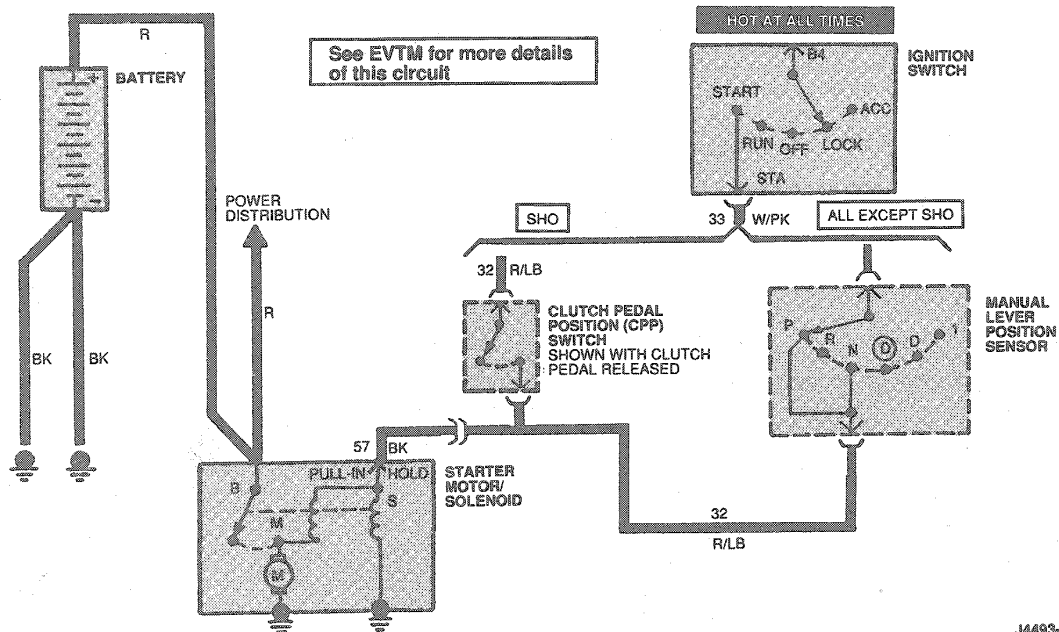 HOT AT ALL TIMES
R
See EVTM for more details
of this circuit
B4
IGNITION
SWITCH
+
BATTERY
START
ACC
RUN
OFF
LOCK
-
STA
POWER
DISTRIBUTION
SHO
33
W/PK
ALL EXCEPT SHO
32
R/LB
R
CLUTCH PEDAL
POSITION (CPP)
SWITCH
SHOWN WITH CLUTCH
PEDAL RELEASED
MANUAL
LEVER
POSITION
SENSOR
P
R
N
D
D
1
BK
BK
57
BK
PULL-IN
HOLD
STARTER
MOTOR/
SOLENOID
B
S
M
M
32
R/LB
J4493-